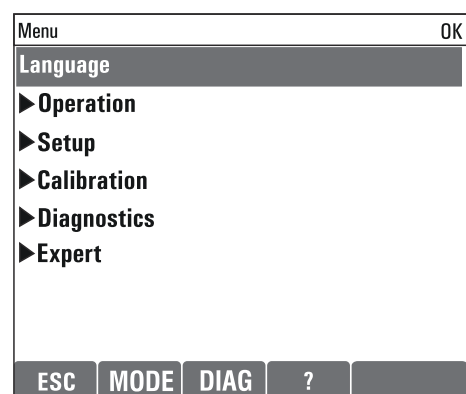 Menu OK
Language
▶Operation
▶Setup
▶Calibration
▶Diagnostics
▶Expert
ESC MODE DIAG ?